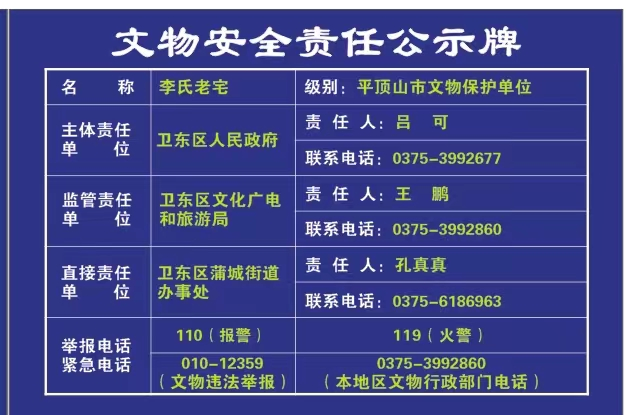 文物安全责任公示牌
名 称 李氏老宅 级别：平顶山市文物保护单位
主体责任
单 位
卫东区人民政府
责 任 人：吕 可
联系电话：0375-3992677
监管责任
单 位
卫东区文化广电
和旅游局
责 任 人：王 鹏
联系电话：0375-3992860
直接责任
单 位
卫东区蒲城街道
办事处
责 任 人：孔真真
联系电话：0375-6186963
举报电话
紧急电话
110（报警） 119（火警）
010-12359
（文物违法举报）
0375-3992860
（本地区文物行政部门电话）